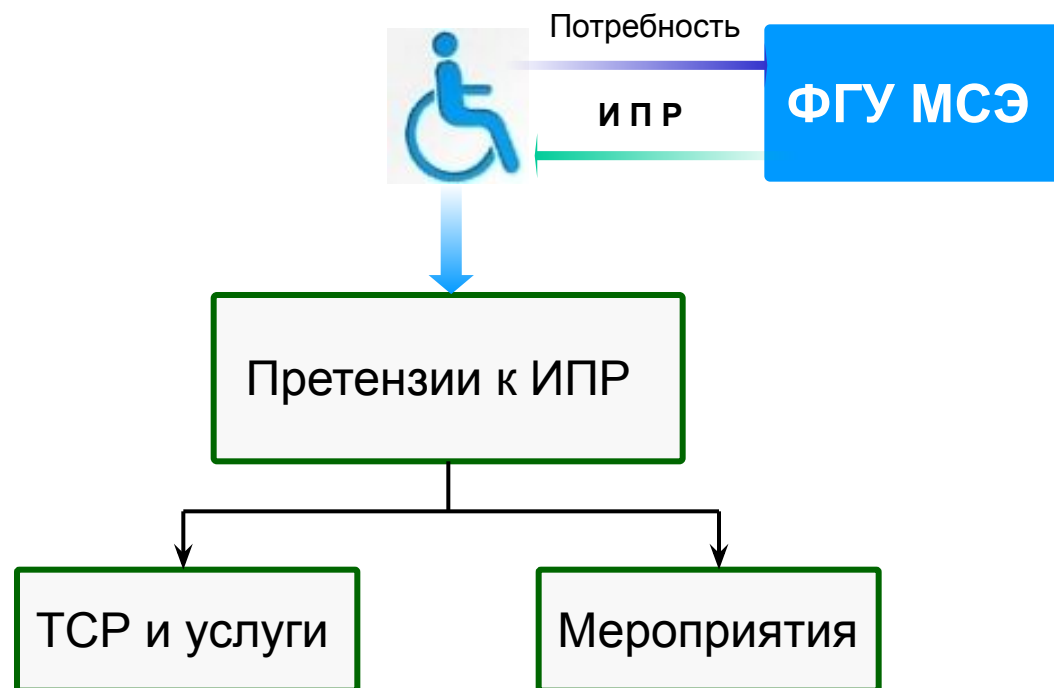 Потребность
И П Р
ФГУ МСЭ
Претензии к ИПР
ТСР и услуги
Мероприятия